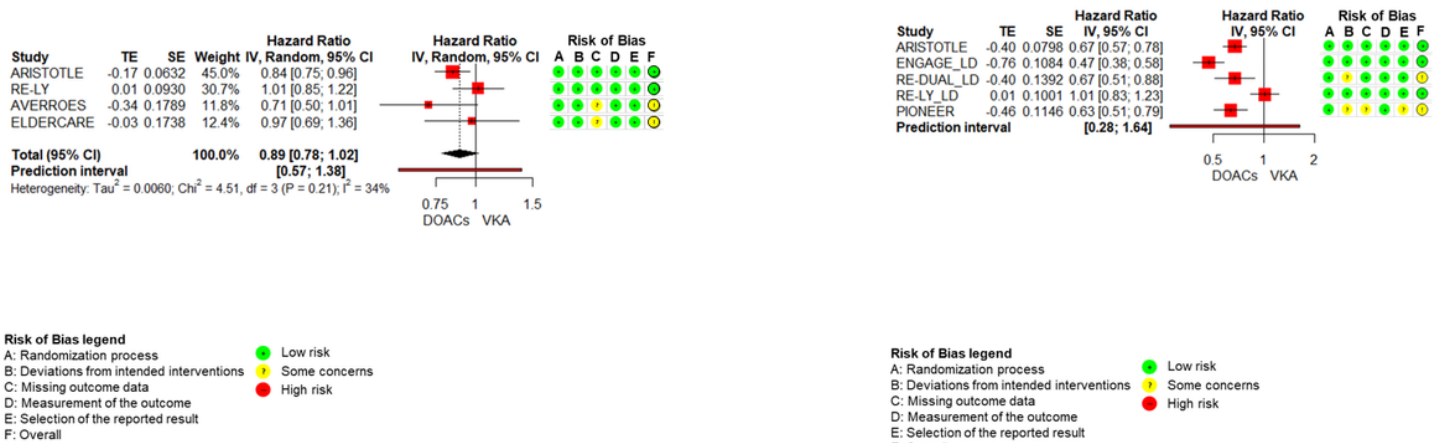 Hazard Ratio Hazard Ratio Risk of Bias
Study TE SE Weight IV, Random, 95% CI IV, Random, 95% CI A B C D E F
ARISTOTLE -0.17 0.0632 45.0% 0.84 [0.75; 0.96]
RE-LY 0.01 0.0930 30.7% 1.01 [0.85; 1.22]
AVERROES -0.34 0.1789 11.8% 0.71 [0.50; 1.01]
ELDERCARE -0.03 0.1738 12.4% 0.97 [0.69; 1.36]
Total (95% CI) 100.0% 0.89 [0.78; 1.02]
Prediction interval [0.57; 1.38]
Heterogeneity: Tau² = 0.0060; Chi² = 4.51, df = 3 (P = 0.21); I² = 34%
0.75 1 1.5
DOACs VKA
Risk of Bias legend
A: Randomization process
B: Deviations from intended interventions
C: Missing outcome data
D: Measurement of the outcome
E: Selection of the reported result
F: Overall
Low risk
? Some concerns
High risk
Hazard Ratio Hazard Ratio Risk of Bias
Study TE SE IV, 95% CI IV, 95% CI A B C D E F
ARISTOTLE -0.40 0.0798 0.67 [0.57; 0.78]
ENGAGE_LD -0.76 0.1084 0.47 [0.38; 0.58]
RE-DUAL_LD -0.40 0.1392 0.67 [0.51; 0.88]
RE-LY_LD 0.01 0.1001 1.01 [0.83; 1.23]
PIONEER -0.46 0.1146 0.63 [0.51; 0.79]
Prediction interval [0.28; 1.64]
0.5 1 2
DOACs VKA
Risk of Bias legend
A: Randomization process
B: Deviations from intended interventions
C: Missing outcome data
D: Measurement of the outcome
E: Selection of the reported result
Low risk
? Some concerns
High risk